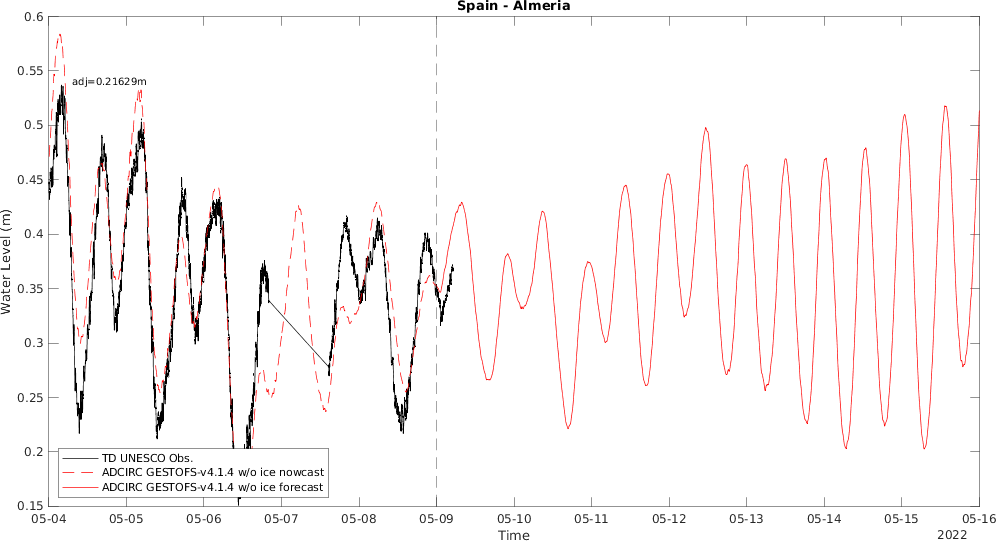 Spain - Almeria
0.6
0.55
0.5
0.45
0.4
0.35
0.3
0.25
0.2
0.15
Water Level (m)
adj=0.21629m
TD UNESCO Obs.
ADCIRC GESTOFS-v4.1.4 w/o ice nowcast
ADCIRC GESTOFS-v4.1.4 w/o ice forecast
05-04 05-05 05-06 05-07 05-08 05-09 05-10 05-11 05-12 05-13 05-14 05-15 05-16
Time
2022